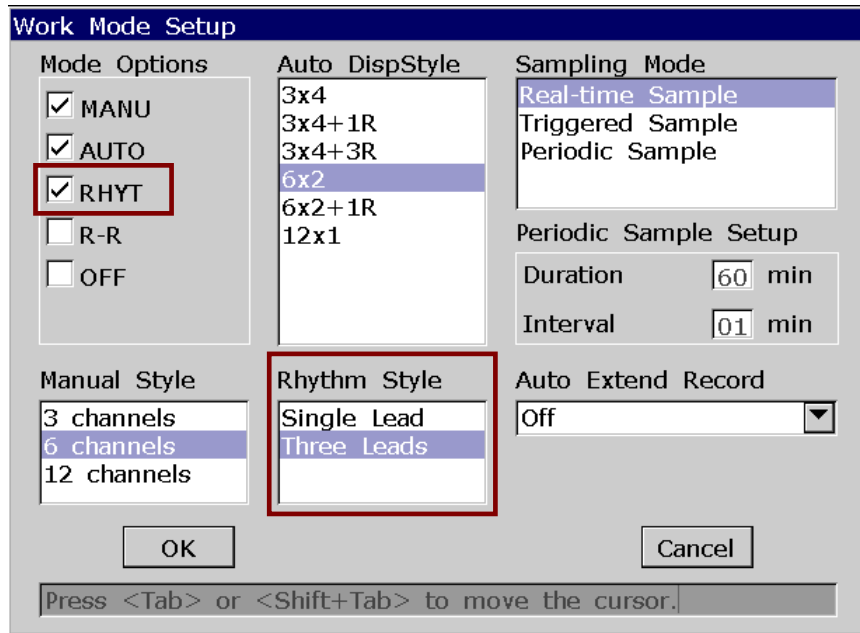 Work Mode Setup
Mode Options
MANU
AUTO
RHYT
R-R
OFF
Auto DispStyle
3x4
3x4+1R
3x4+3R
6x2
6x2+1R
12x1
Sampling Mode
Real-time Sample
Triggered Sample
Periodic Sample
Periodic Sample Setup
Duration 60 min
Interval 01 min
Manual Style
3 channels
6 channels
12 channels
Rhythm Style
Single Lead
Three Leads
Auto Extend Record
Off
OK
Cancel
Press <Tab> or <Shift+Tab> to move the cursor.